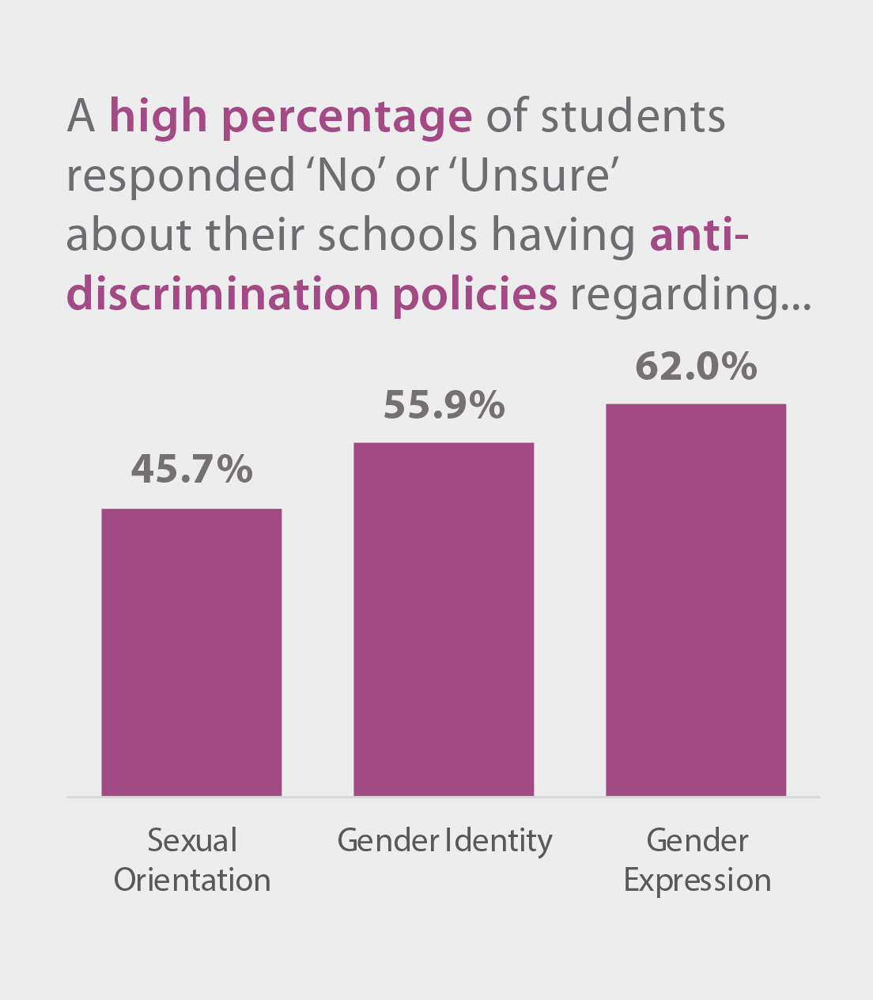 A high percentage of students
responded ‘No’ or ‘Unsure’
about their schools having anti-
discrimination policies regarding...
62.0%
55.9%
45.7%
Sexual
Orientation
Gender Identity
Gender
Expression